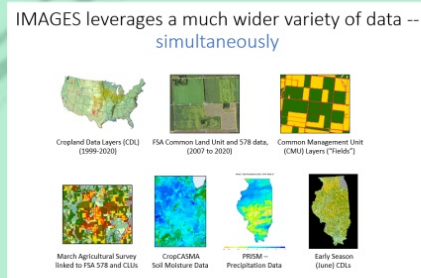 IMAGES leverages a much wider variety of data --
simultaneously
Cropland Data Layers (CDL)
(1999-2020)
FSA Common Land Unit and 578 data,
(2007 to 2020)
Common Management Unit
(CMU) Layers ("Fields")
March Agricultural Survey
linked to FSA 578 and CLUs
CropCASMA
Soil Moisture Data
PRISM –
Precipitation Data
Early Season
(June) CDLs